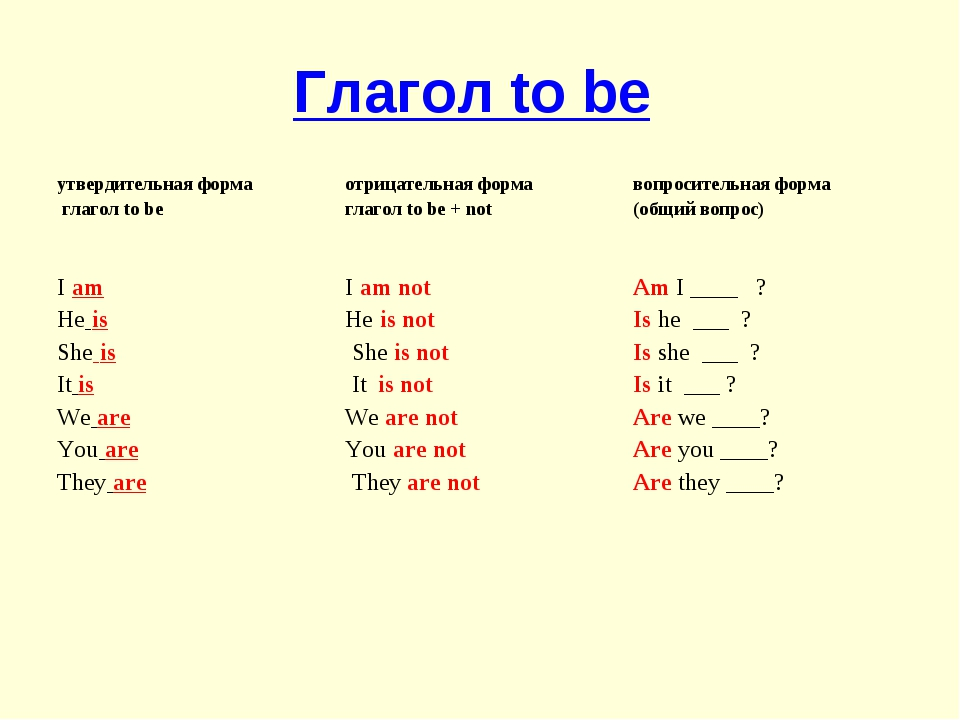 Глагол to be
утвердительная форма
глагол to be
отрицательная форма
глагол to be + not
вопросительная форма
(общий вопрос)
I am
He is
She is
It is
We are
You are
They are
I am not
He is not
She is not
It is not
We are not
You are not
They are not
Am I ____ ?
Is he ___ ?
Is she ___ ?
Is it ___ ?
Are we ____?
Are you ____?
Are they ____?